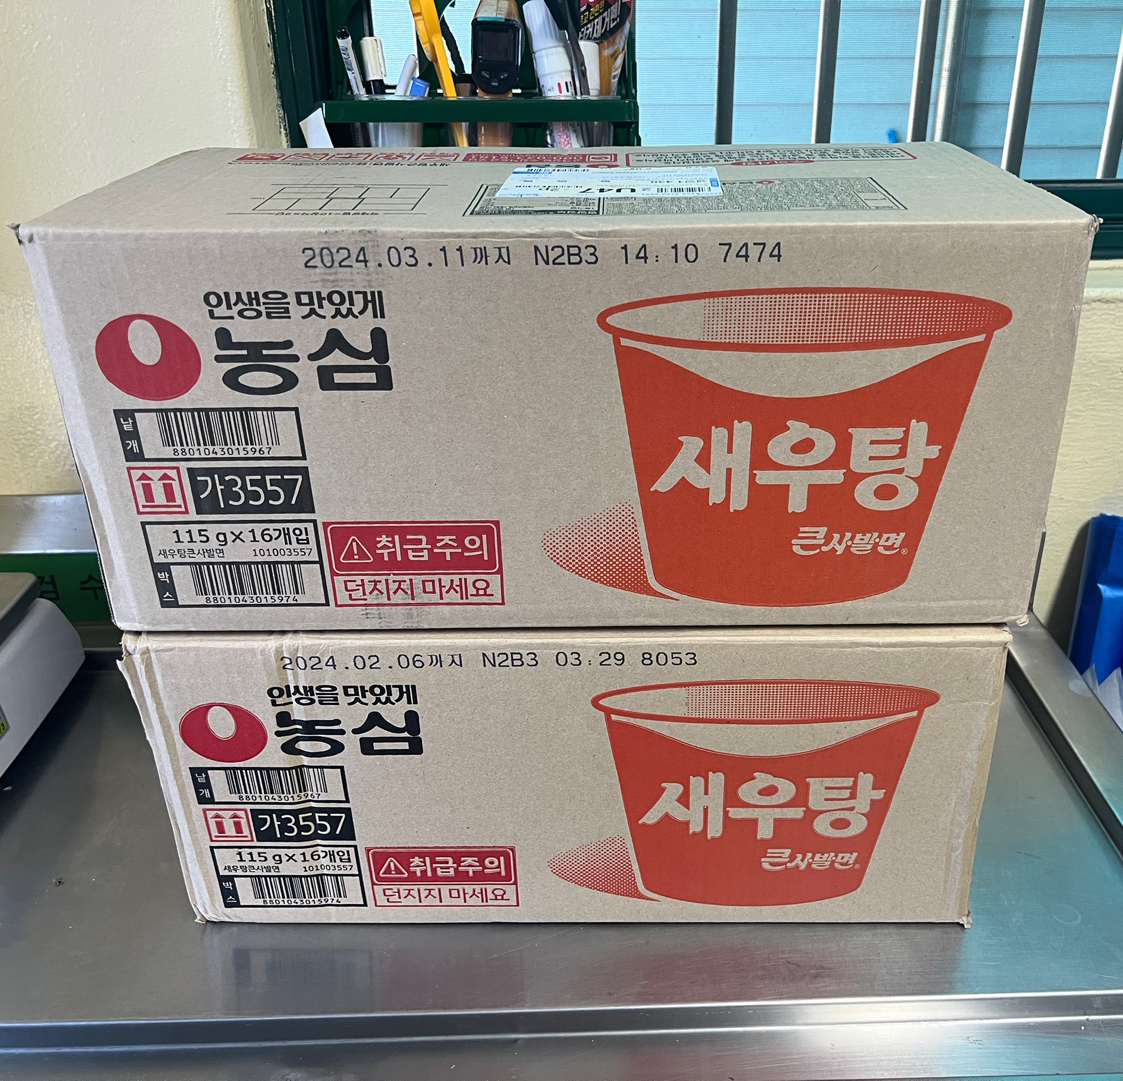 U47
2024.03.11까지 N2B3 14:10 7474
인생을 맛있게
농심
낱개
8801043015967
가3557
115 g×16개입
새우탕큰사발면 101003557
박스
8801043015974
취급주의
던지지 마세요
새우탕
큰사발면®
2024.02.06까지 N2B3 03:29 8053
인생을 맛있게
농심
낱개
8801043015967
가3557
115 g×16개입
새우탕큰사발면 101003557
박스
8801043015974
취급주의
던지지 마세요
새우탕
큰사발면®
검수